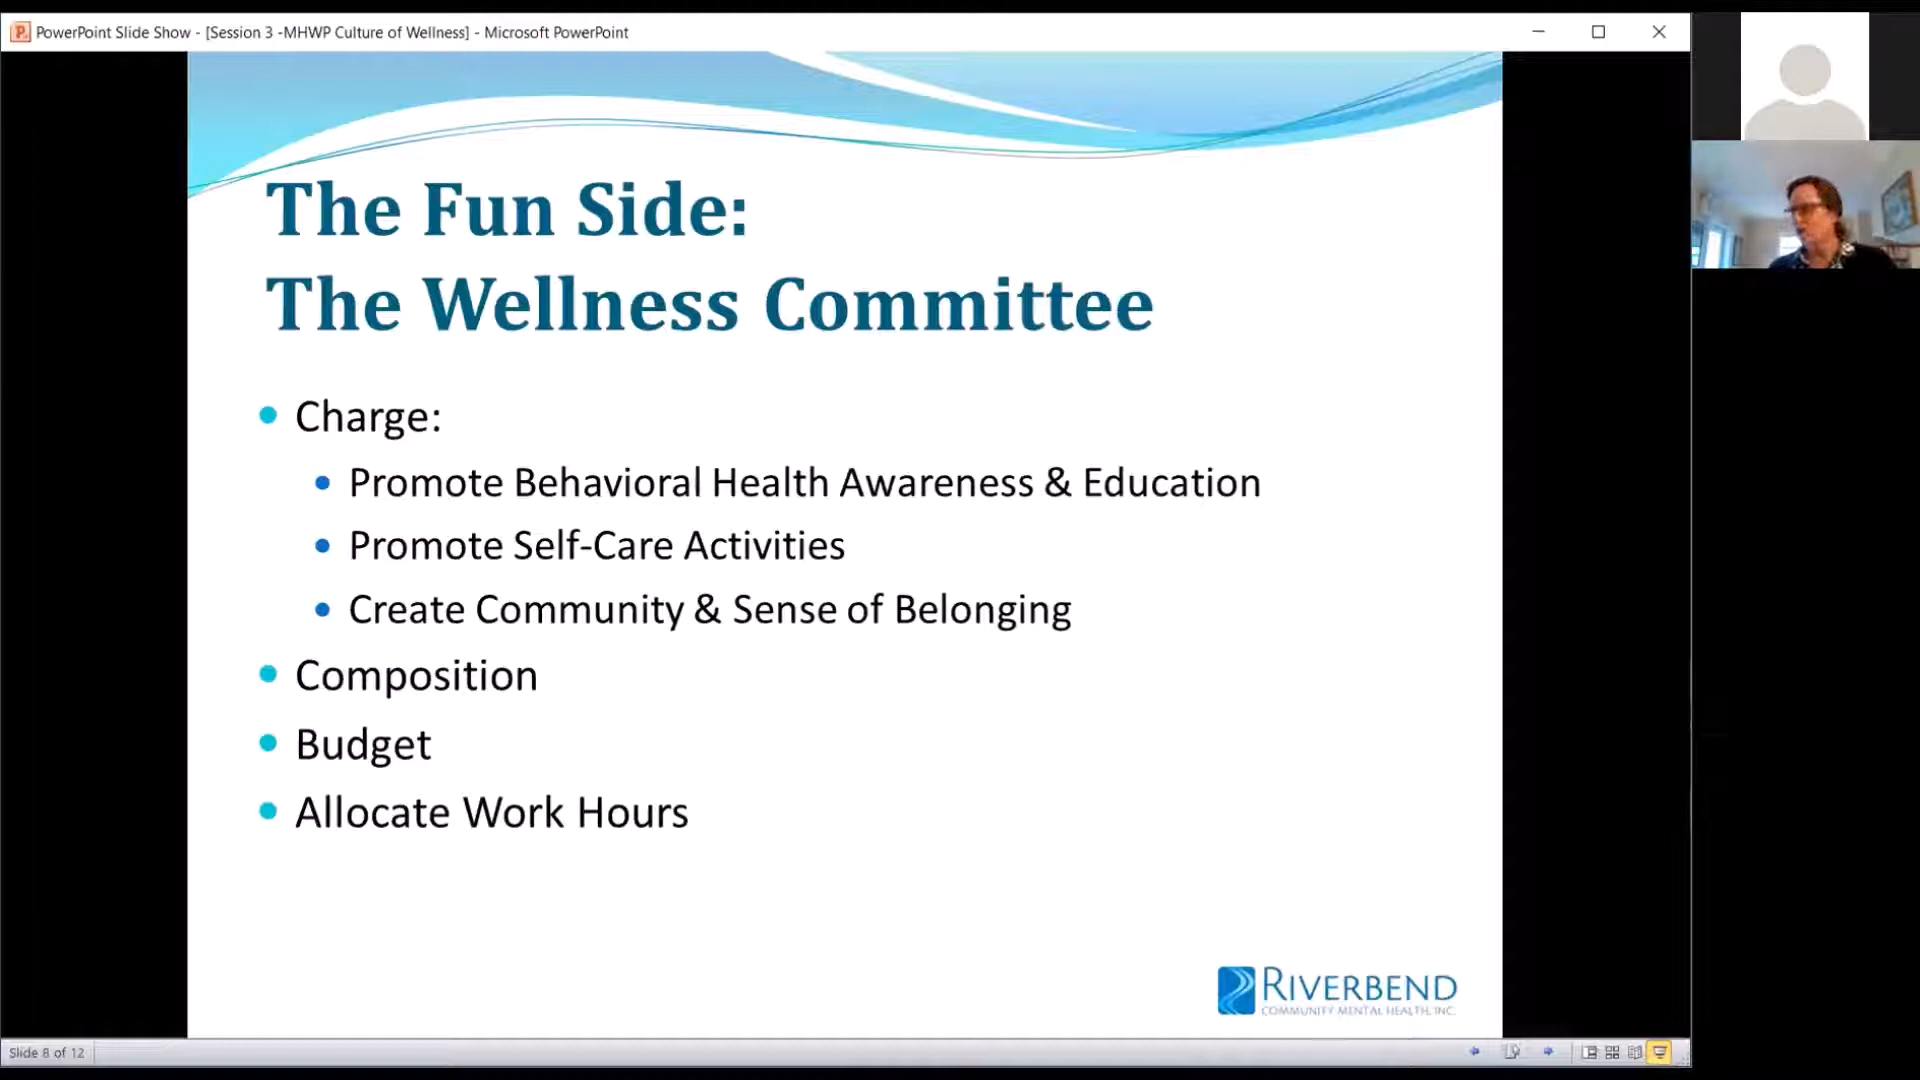 PowerPoint Slide Show - [Session 3 -MHWP Culture of Wellness] - Microsoft PowerPoint
The Fun Side:
The Wellness Committee
Charge:
Promote Behavioral Health Awareness & Education
Promote Self-Care Activities
Create Community & Sense of Belonging
Composition
Budget
Allocate Work Hours
RIVERBEND
COMMUNITY MENTAL HEALTH, INC.
Slide 8 of 12